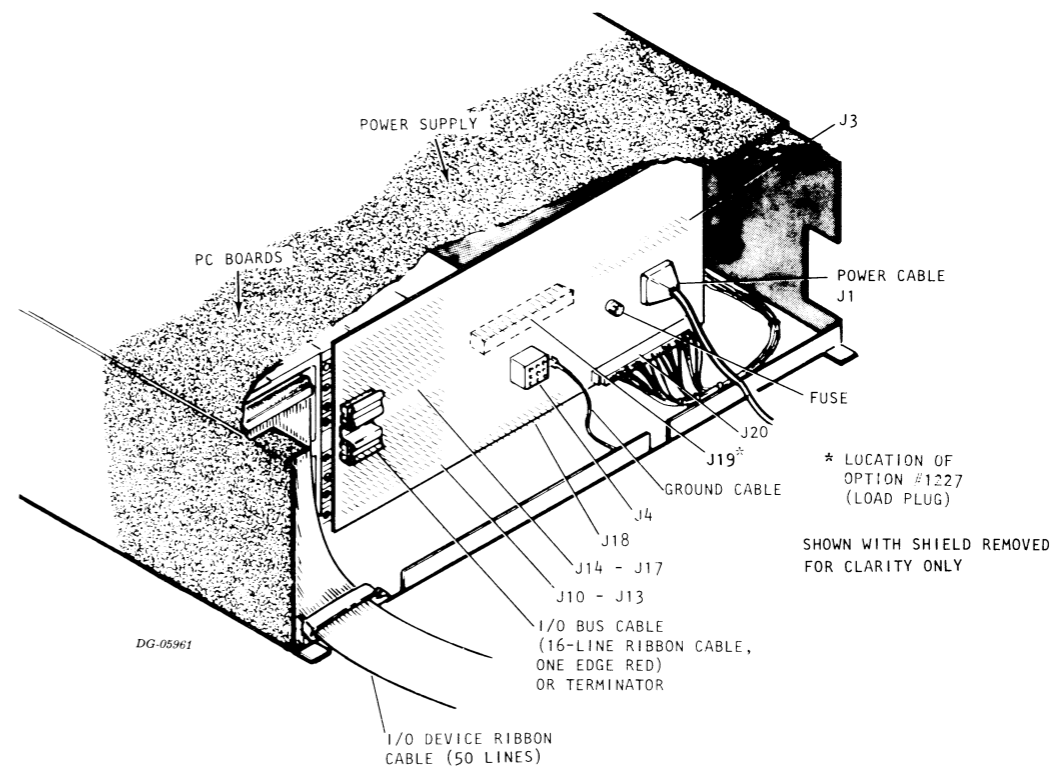 POWER SUPPLY
J3
PC BOARDS
POWER CABLE
J1
FUSE
J20
J19*
* LOCATION OF
OPTION #1227
(LOAD PLUG)
GROUND CABLE
J4
J18
SHOWN WITH SHIELD REMOVED
FOR CLARITY ONLY
J14 - J17
J10 - J13
I/O BUS CABLE
(16-LINE RIBBON CABLE,
ONE EDGE RED)
OR TERMINATOR
DG-05961
I/O DEVICE RIBBON
CABLE (50 LINES)